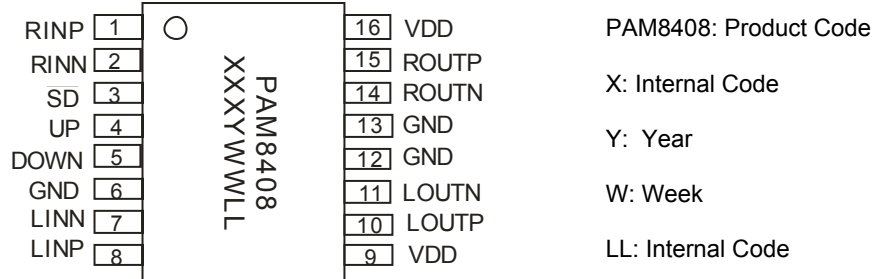 RINP 1 16 VDD
RINN 2 15 ROUTP
SD 3 14 ROUTN
UP 4 13 GND
DOWN 5 12 GND
GND 6 11 LOUTN
LINN 7 10 LOUTP
LINP 8 9 VDD
PAM8408
XXXYWWLL
PAM8408: Product Code
X: Internal Code
Y: Year
W: Week
LL: Internal Code